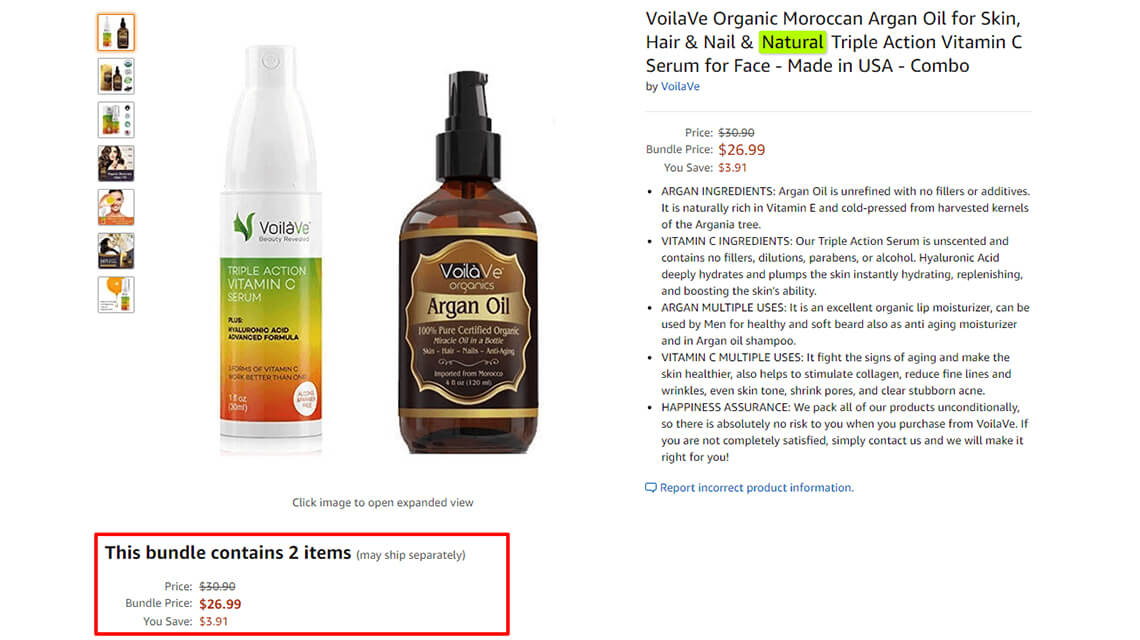 VoilaVe Organic Moroccan Argan Oil for Skin,
Hair & Nail & Natural Triple Action Vitamin C
Serum for Face - Made in USA - Combo
by VoilaVe
Price: $30.90
Bundle Price: $26.99
You Save: $3.91
• ARGAN INGREDIENTS: Argan Oil is unrefined with no fillers or additives.
It is naturally rich in Vitamin E and cold-pressed from harvested kernels
of the Argania tree.
• VITAMIN C INGREDIENTS: Our Triple Action Serum is unscented and
contains no fillers, dilutions, parabens, or alcohol. Hyaluronic Acid
deeply hydrates and plumps the skin instantly hydrating, replenishing,
and boosting the skin's ability.
• ARGAN MULTIPLE USES: It is an excellent organic lip moisturizer, can be
used by Men for healthy and soft beard also as anti aging moisturizer
and in Argan oil shampoo.
• VITAMIN C MULTIPLE USES: It fight the signs of aging and make the
skin healthier, also helps to stimulate collagen, reduce fine lines and
wrinkles, even skin tone, shrink pores, and clear stubborn acne.
• HAPPINESS ASSURANCE: We pack all of our products unconditionally,
so there is absolutely no risk to you when you purchase from VoilaVe. If
you are not completely satisfied, simply contact us and we will make it
right for you!
Report incorrect product information.
VoilàVe™
Beauty Revealed
TRIPLE ACTION
VITAMIN C
SERUM
PLUS:
HYALURONIC ACID
ADVANCED FORMULA
3 FORMS OF VITAMIN C
WORK BETTER THAN ONE
1 fl oz
(30ml)
ALCOHOL
& PARABEN
FREE
VoilàVe
organics
Argan Oil
100% Pure Certified Organic
Miracle Oil in a Bottle
Skin - Hair - Nails - Anti-Aging
Imported from Morocco
4 fl oz (120 ml)
Click image to open expanded view
This bundle contains 2 items (may ship separately)
Price: $30.90
Bundle Price: $26.99
You Save: $3.91